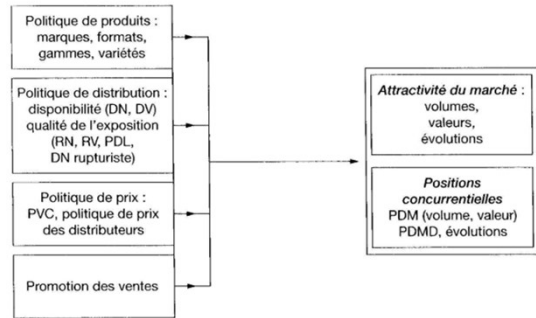 Politique de produits :
marques, formats,
gammes, variétés
Politique de distribution :
disponibilité (DN, DV)
qualité de l'exposition
(RN, RV, PDL,
DN rupturiste)
Politique de prix :
PVC, politique de prix
des distributeurs
Promotion des ventes
Attractivité du marché :
volumes,
valeurs,
évolutions
Positions
concurrentielles
PDM (volume, valeur)
PDMD, évolutions